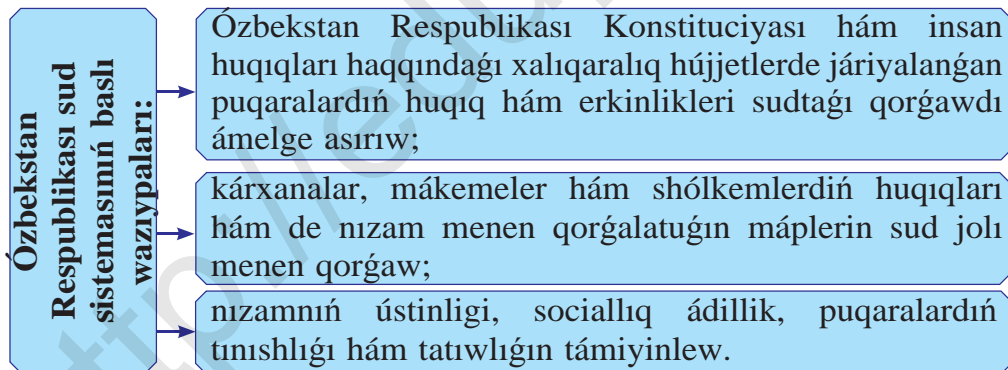 Ózbekstan
Respublikası sud
sistemasınıń baslı
wazıypaları:
Ózbekstan Respublikası Konstituciyası hám insan
huqıqları haqqındaǵı xalıqaralıq hújjetlerde járiyalanǵan
puqaralardıń huqıq hám erkinlikleri sudtaǵı qorǵawdı
ámelge asırıw;
kárxanalar, mákemeler hám shólkemlerdiń huqıqları
hám de nızam menen qorǵalatuǵın máplerin sud jolı
menen qorǵaw;
nızamnıń ústinligi, sociallıq ádillik, puqaralardıń
tınıshlıǵı hám tatıwlıǵın támiyinlew.